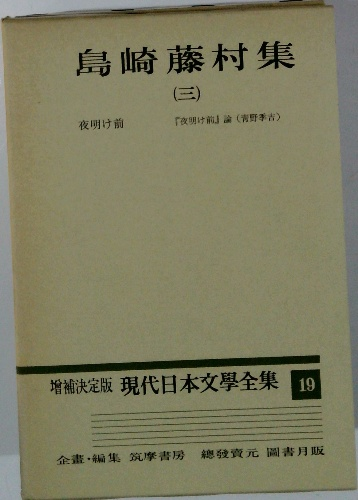 島崎藤村集
(三)
夜明け前 『夜明け前』論(靑野季吉)
增補決定版 現代日本文學全集 19
企畫・編集 筑摩書房 總發賣元 圖書月販